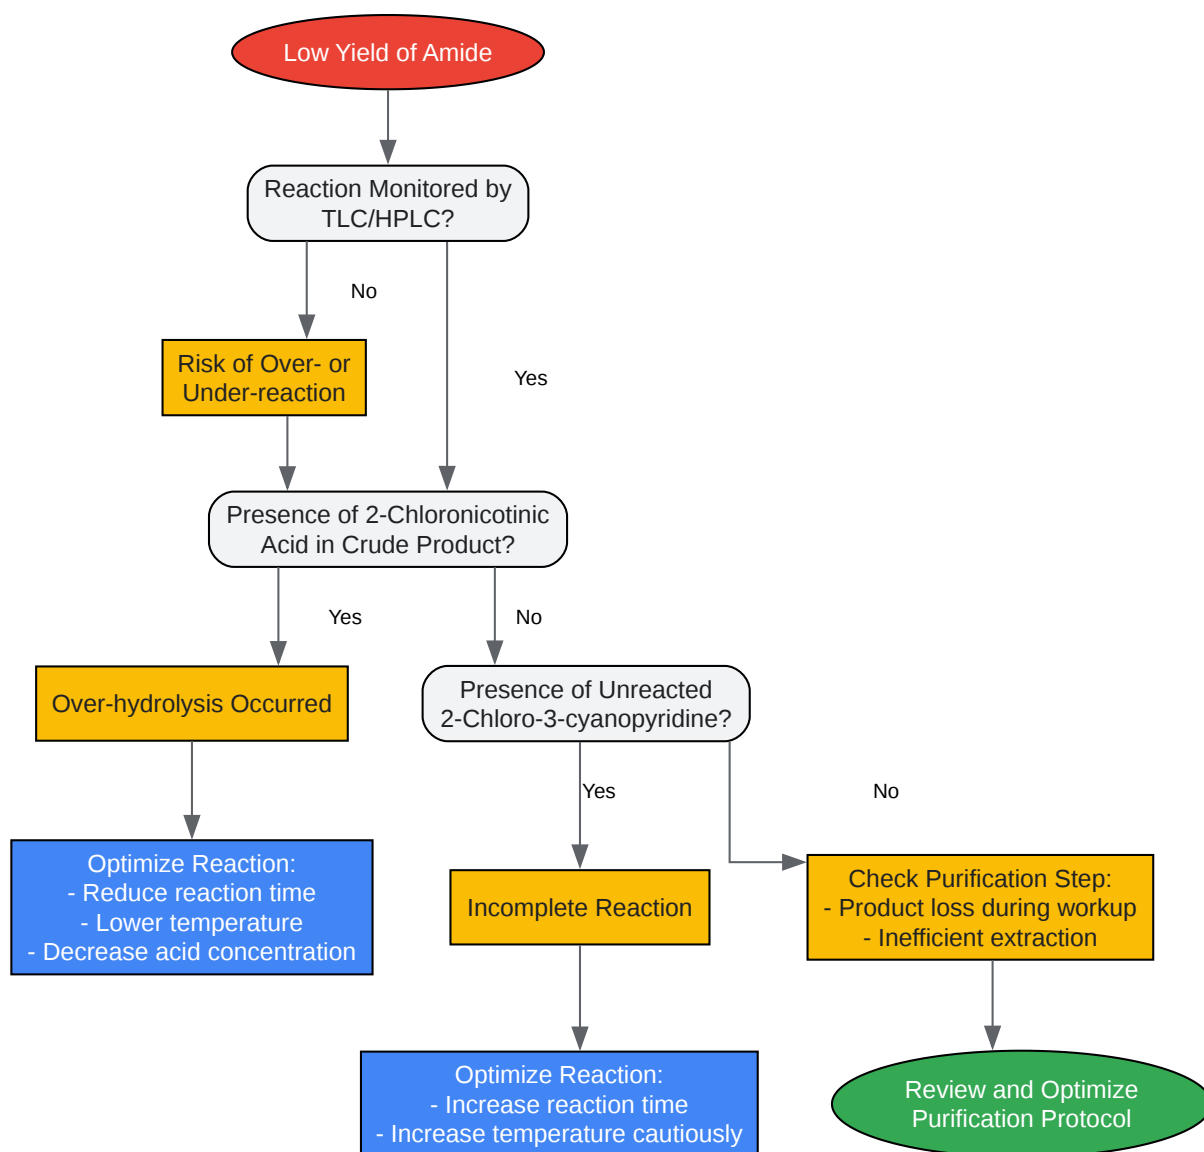 Low Yield of Amide
Reaction Monitored by
TLC/HPLC?
No
Yes
Risk of Over- or
Under-reaction
Presence of 2-Chloronicotinic
Acid in Crude Product?
Yes
No
Over-hydrolysis Occurred
Presence of Unreacted
2-Chloro-3-cyanopyridine?
Yes
No
Optimize Reaction:
- Reduce reaction time
- Lower temperature
- Decrease acid concentration
Incomplete Reaction
Check Purification Step:
- Product loss during workup
- Inefficient extraction
Optimize Reaction:
- Increase reaction time
- Increase temperature cautiously
Review and Optimize
Purification Protocol